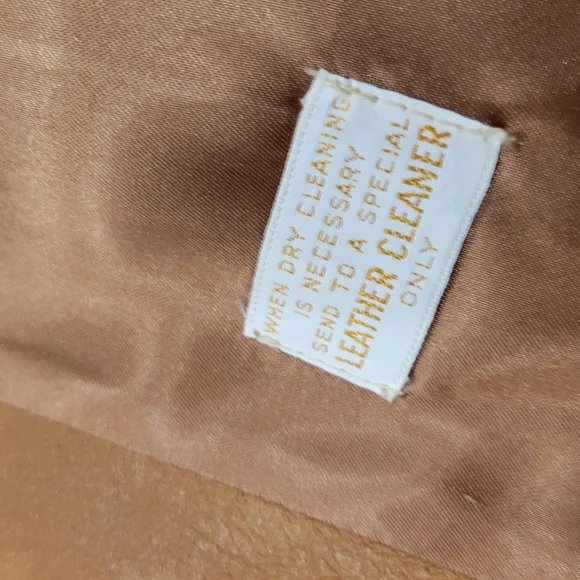 WHEN DRY CLEANING
IS NECESSARY
SEND TO A SPECIAL
LEATHER CLEANER
ONLY